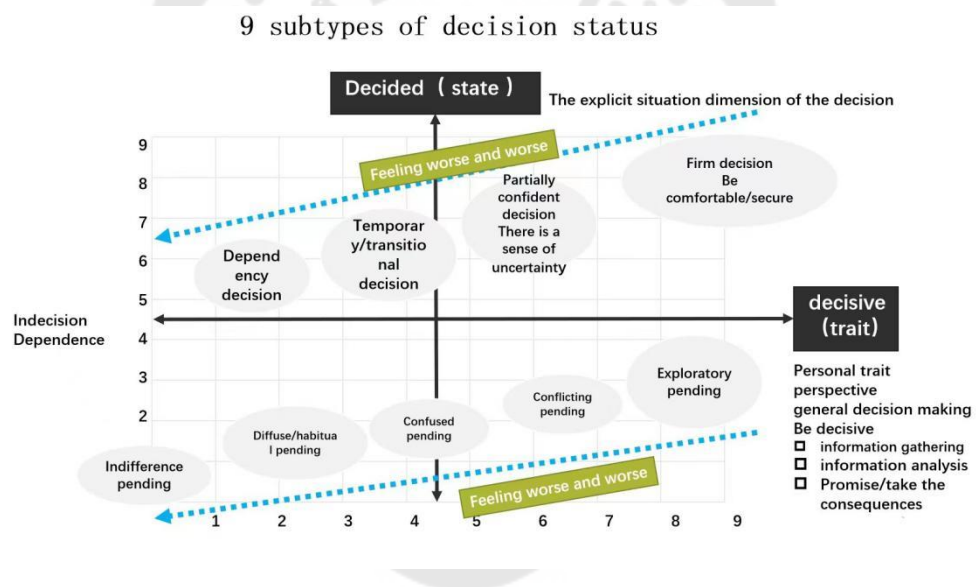 9 subtypes of decision status
Decided ( state )
The explicit situation dimension of the decision
Feeling worse and worse
9
8
7
6
5
4
3
2
Firm decision
Be
comfortable/secure
Partially
confident
decision
There is a
sense of
uncertainty
Temporar
y/transitio
nal
decision
Depend
ency
decision
Indecision
Dependence
decisive
(trait)
Personal trait
perspective
general decision making
Be decisive
information gathering
information analysis
Promise/take the
consequences
Exploratory
pending
Conflicting
pending
Confused
pending
Diffuse/habitua
l pending
Indifference
pending
Feeling worse and worse
1 2 3 4 5 6 7 8 9